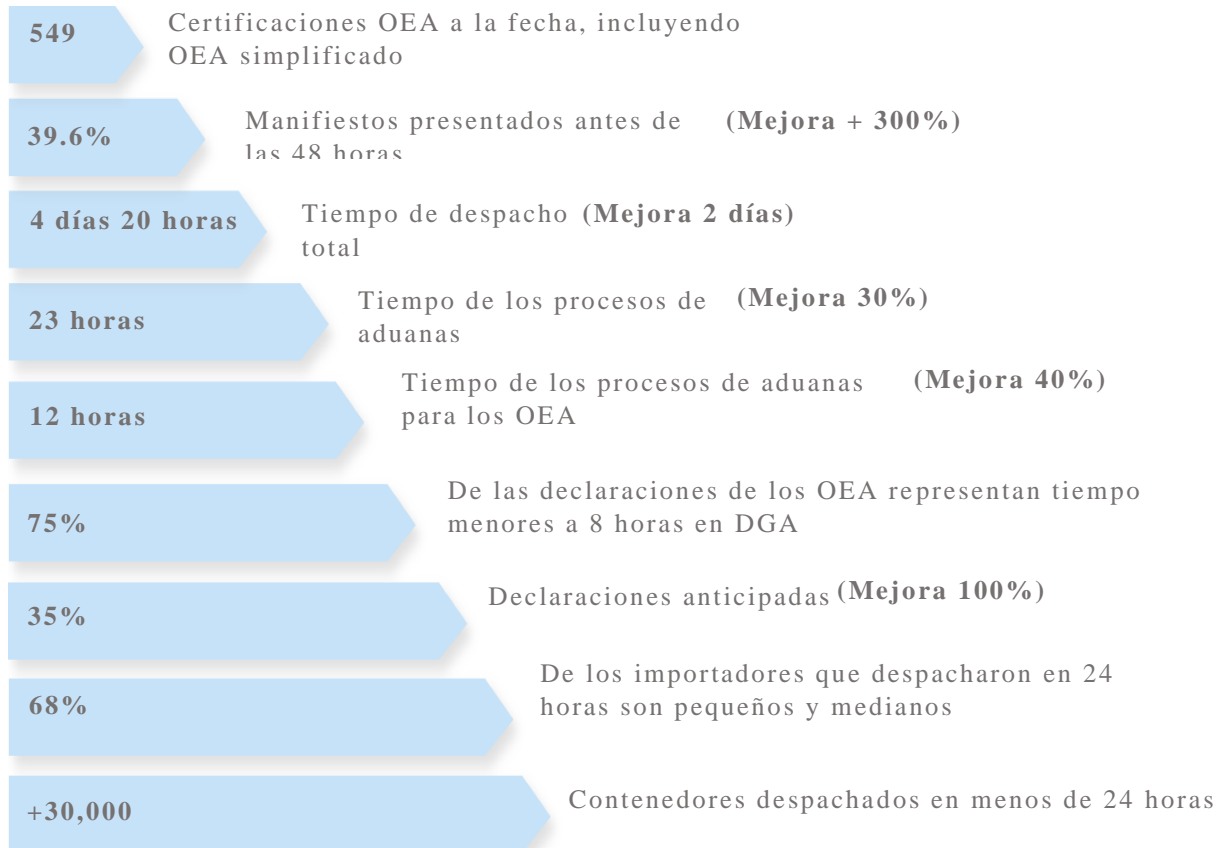 549
Certificaciones OEA a la fecha, incluyendo
OEA simplificado
39.6%
Manifiestos presentados antes de (Mejora + 300%)
las 48 horas
4 días 20 horas
Tiempo de despacho (Mejora 2 días)
total
23 horas
Tiempo de los procesos de (Mejora 30%)
aduanas
12 horas
Tiempo de los procesos de aduanas (Mejora 40%)
para los OEA
75%
De las declaraciones de los OEA representan tiempo
menores a 8 horas en DGA
35%
Declaraciones anticipadas (Mejora 100%)
68%
De los importadores que despacharon en 24
horas son pequeños y medianos
+30,000
Contenedores despachados en menos de 24 horas